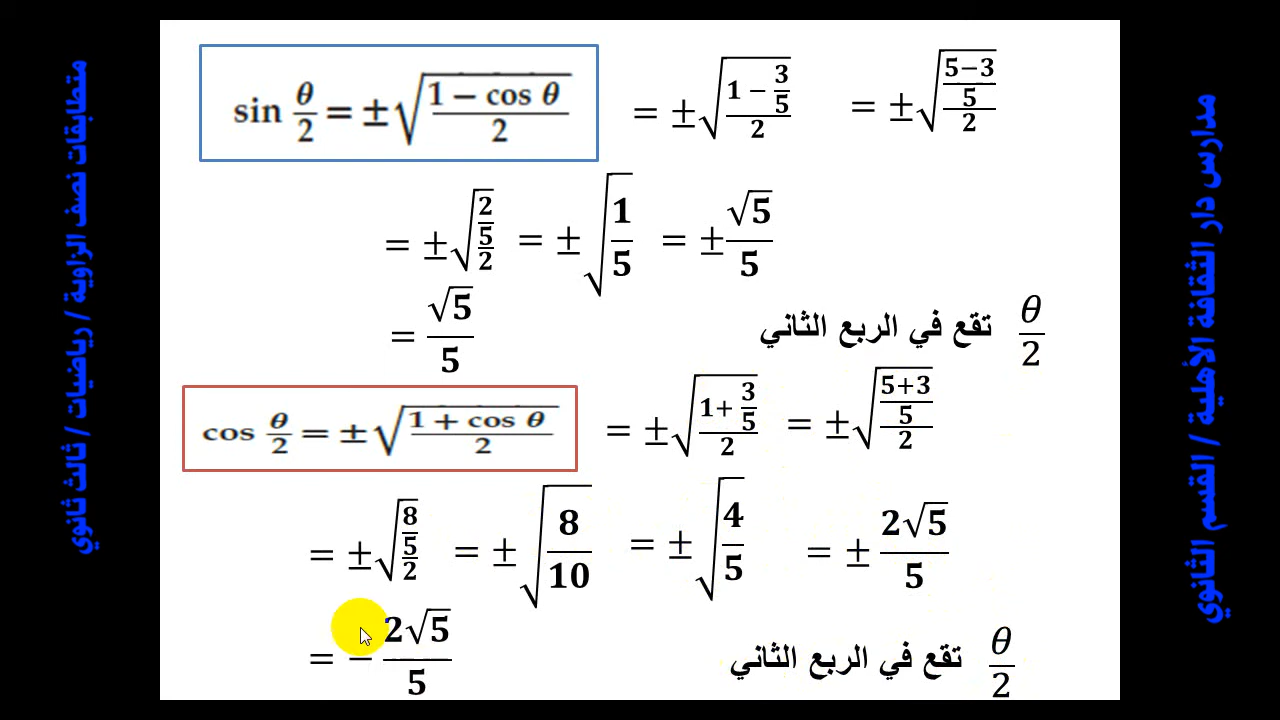 متطابقات نصف الزاوية / رياضيات / ثالث ثانوي
مدارس دار الثقافة الأهلية / القسم الثانوي
sin θ/2 = ±√((1 − cos θ)/2) = ±√((1 − 3/5)/2) = ±√(((5−3)/5)/2)
= ±√((2/5)/2) = ±√(1/5) = ±√5/5
= √5/5
θ/2 تقع في الربع الثاني
cos θ/2 = ±√((1 + cos θ)/2) = ±√((1+ 3/5)/2) = ±√(((5+3)/5)/2)
= ±√((8/5)/2) = ±√(8/10) = ±√(4/5) = ± 2√5/5
= − 2√5/5
θ/2 تقع في الربع الثاني